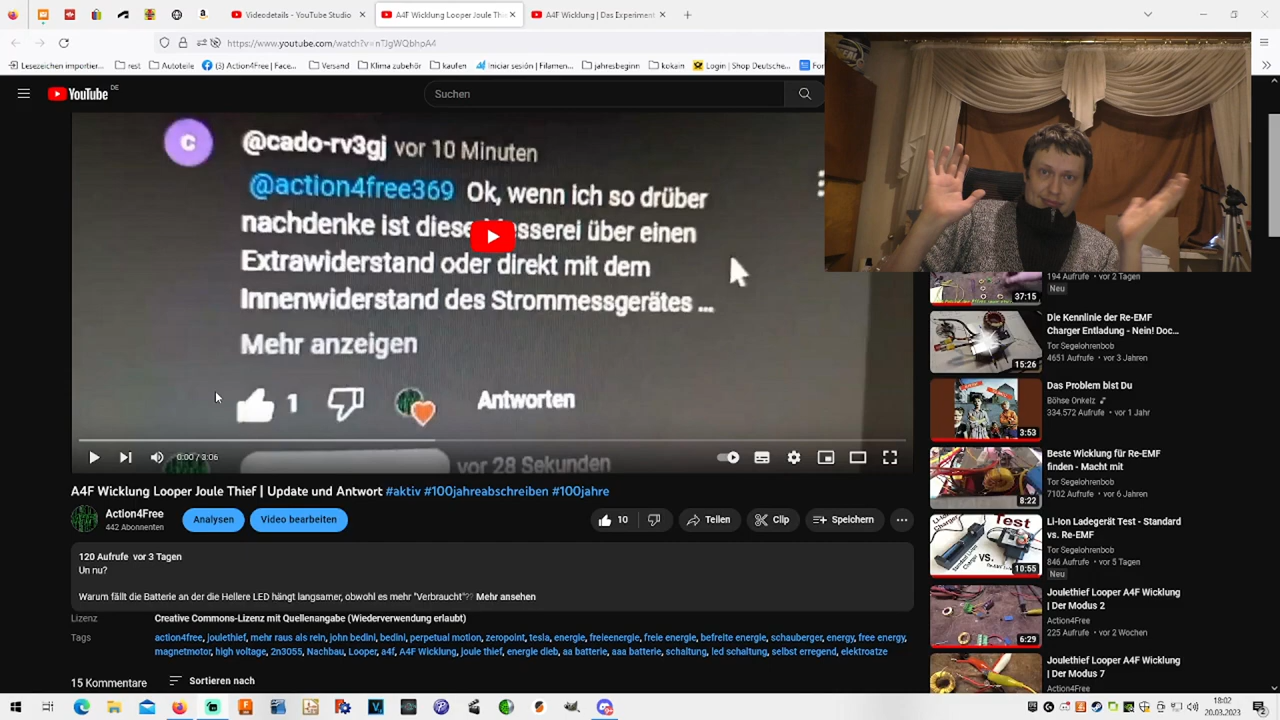 Videodetails - YouTube Studio
A4F Wicklung Looper Joule Thi
A4F Wicklung | Das Experiment
https://www.youtube.com/watch?v=nTJgWQbhpA4
Lesezeichen importier...
rest
Autoteile
(3) Action4Free | Face...
Versand
Klima zubehör
kaufen
iniciar sesión | Filamen...
jahresbeginn
kokain
Login | Shop Deutsche...
For
YouTube DE
Suchen
C
@cado-rv3gj vor 10 Minuten
@action4free369 Ok, wenn ich so drüber
nachdenke ist diese sserei über einen
Extrawiderstand oder direkt mit dem
Innenwiderstand des Strommessgerätes ...
Mehr anzeigen
1
Antworten
vor 28 Sekunden
0:00 / 3:06
A4F Wicklung Looper Joule Thief | Update und Antwort #aktiv #100jahreabschreiben #100jahre
Action4Free
442 Abonnenten
Analysen
Video bearbeiten
10
Teilen
Clip
Speichern
120 Aufrufe vor 3 Tagen
Un nu?
Warum fällt die Batterie an der die Hellere LED hängt langsamer, obwohl es mehr "Verbraucht"?? Mehr ansehen
Lizenz
Creative Commons-Lizenz mit Quellenangabe (Wiederverwendung erlaubt)
Tags
action4free, joulethief, mehr raus als rein, john bedini, bedini, perpetual motion, zeropoint, tesla, energie, freieenergie, freie energie, befreite energie, schauberger, energy, free energy,
magnetmotor, high voltage, 2n3055, Nachbau, Looper, a4f, A4F Wicklung, joule thief, energie dieb, aa batterie, aaa batterie, schaltung, led schaltung, selbst erregend, elektroatze
15 Kommentare
Sortieren nach
194 Aufrufe • vor 2 Tagen
Neu
37:15
Die Kennlinie der Re-EMF
Charger Entladung - Nein! Doc...
Tor Segelohrenbob
4651 Aufrufe • vor 3 Jahren
15:26
Das Problem bist Du
Böhse Onkelz
334.572 Aufrufe • vor 1 Jahr
3:53
Beste Wicklung für Re-EMF
finden - Macht mit
Tor Segelohrenbob
7102 Aufrufe • vor 6 Jahren
8:22
Li-Ion Ladegerät Test - Standard
vs. Re-EMF
Tor Segelohrenbob
846 Aufrufe • vor 5 Tagen
Neu
Test
VS.
10:55
Joulethief Looper A4F Wicklung
| Der Modus 2
Action4Free
225 Aufrufe • vor 2 Wochen
6:29
Joulethief Looper A4F Wicklung
| Der Modus 7
Action4Free
18:02
20.03.2023
2